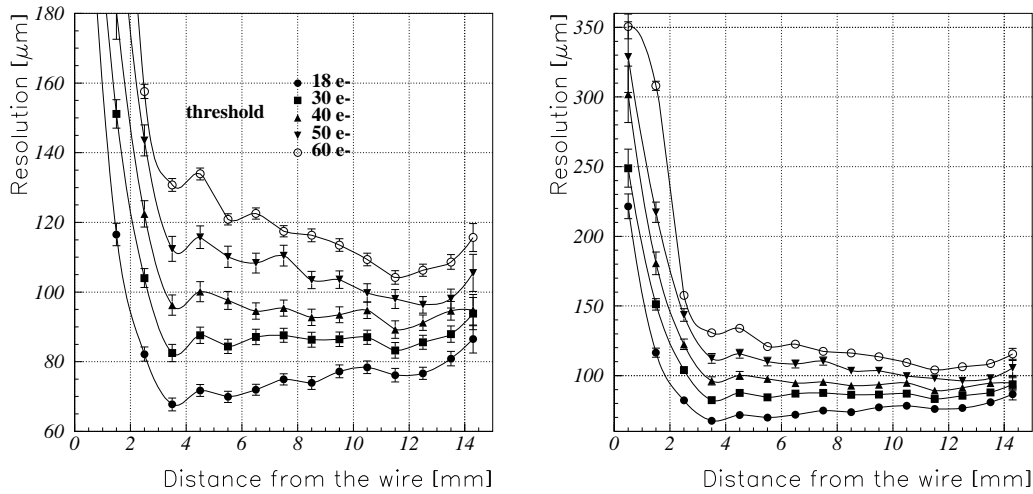 Resolution [μm]
180
160
140
120
100
80
60
threshold
18 e-
30 e-
40 e-
50 e-
60 e-
0 2 4 6 8 10 12 14
Distance from the wire [mm]
Resolution [μm]
350
300
250
200
150
100
0 2 4 6 8 10 12 14
Distance from the wire [mm]